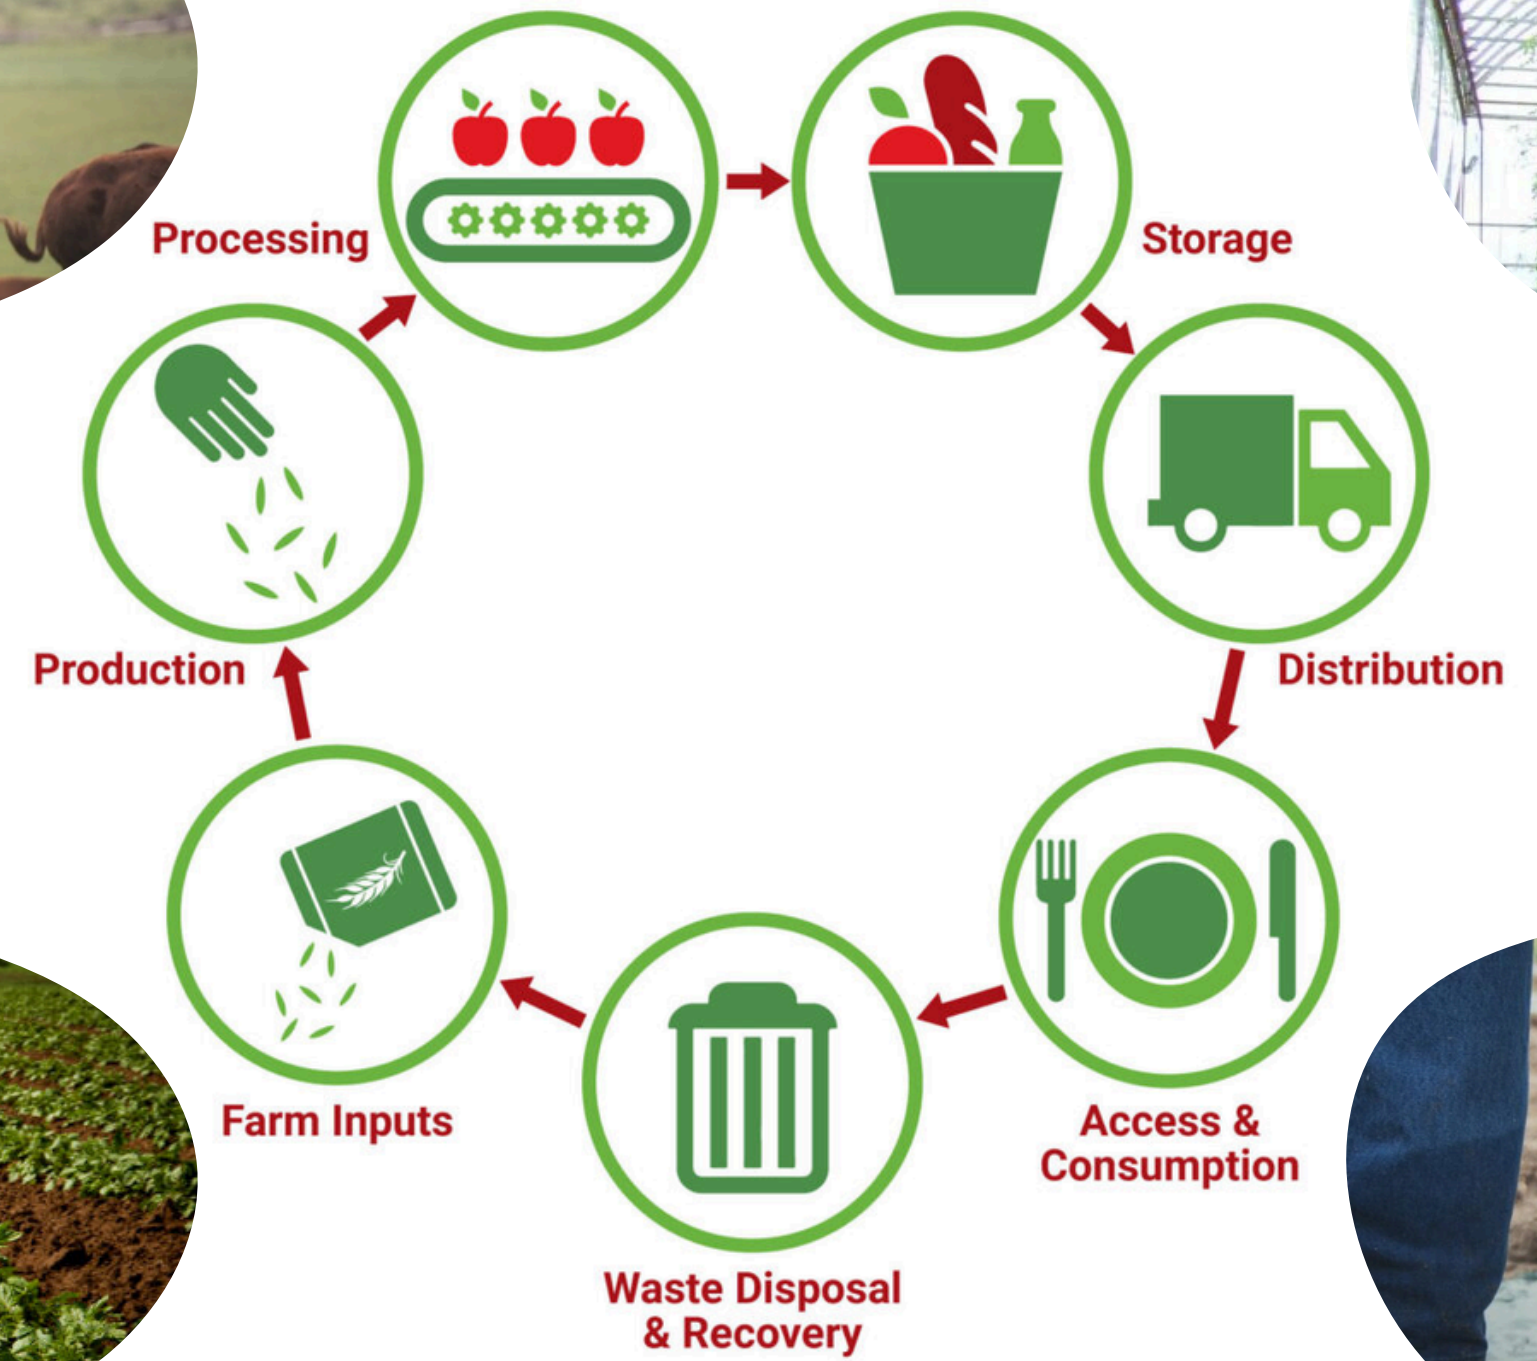 Processing
Storage
Production
Distribution
Farm Inputs
Access &
Consumption
Waste Disposal
& Recovery